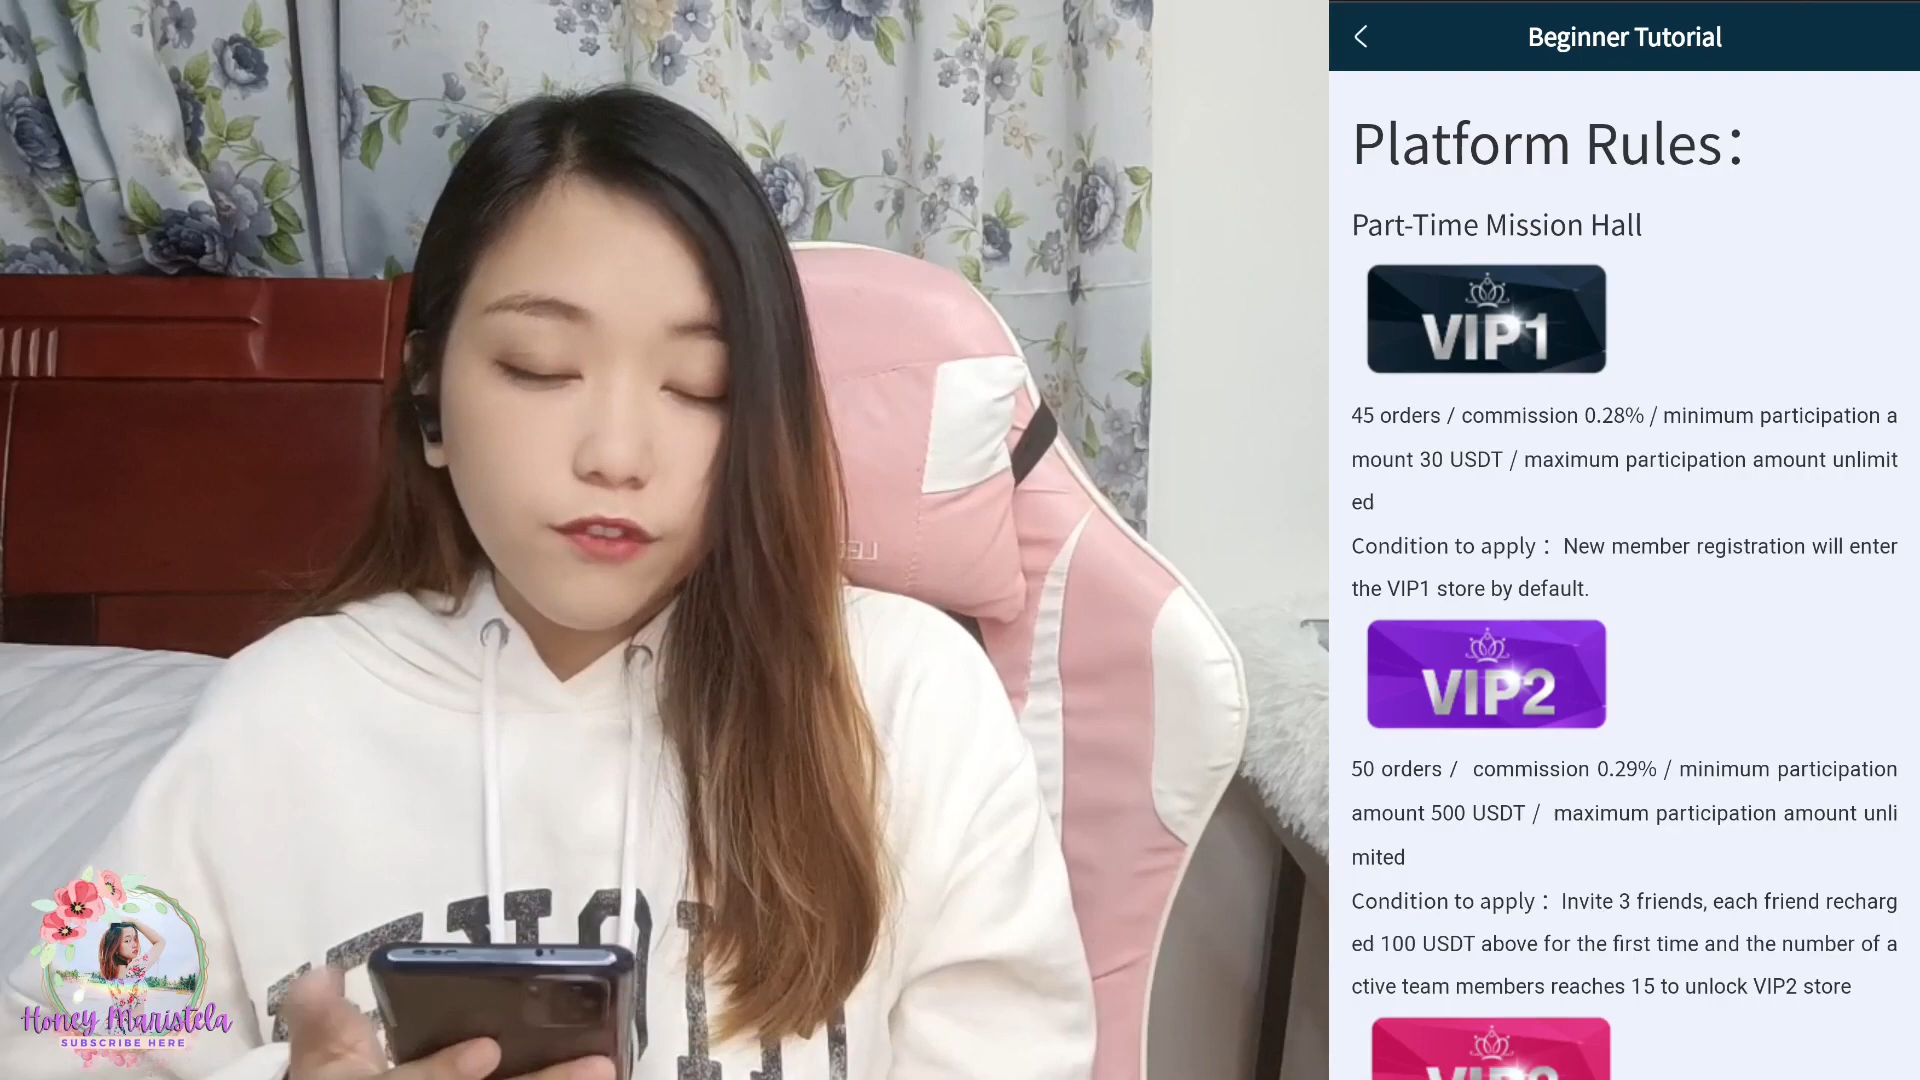 Beginner Tutorial
Platform Rules：
Part-Time Mission Hall
VIP1
45 orders / commission 0.28% / minimum participation a
mount 30 USDT / maximum participation amount unlimit
ed
Condition to apply： New member registration will enter
the VIP1 store by default.
VIP2
50 orders /  commission 0.29% / minimum participation
amount 500 USDT /  maximum participation amount unli
mited
Condition to apply： Invite 3 friends, each friend recharg
ed 100 USDT above for the first time and the number of a
ctive team members reaches 15 to unlock VIP2 store
Honey Maristela
SUBSCRIBE HERE